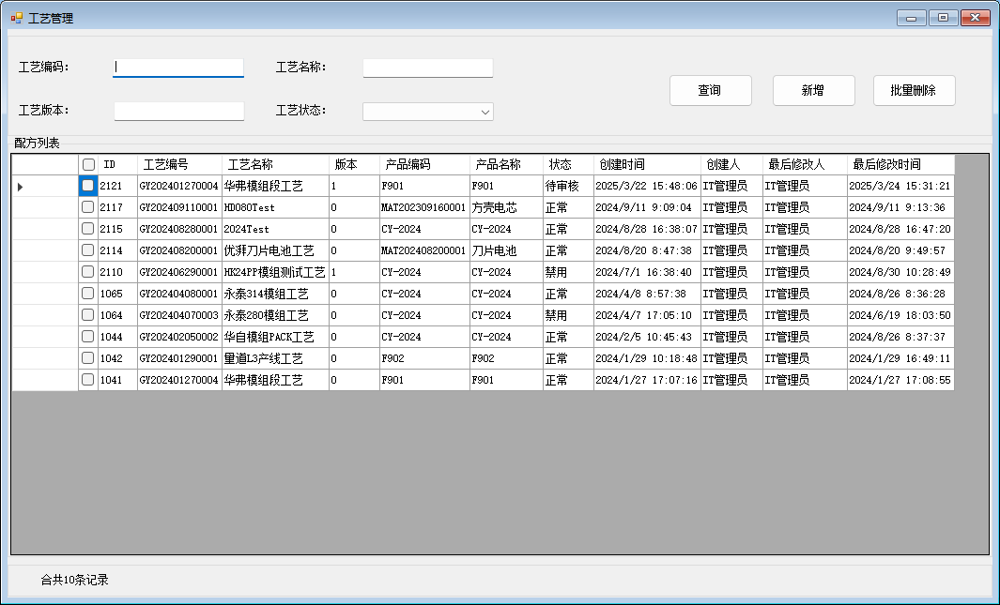 工艺管理
工艺编码： 工艺名称：
查询 新增 批量删除
工艺版本： 工艺状态：
配方列表
ID 工艺编号 工艺名称 版本 产品编码 产品名称 状态 创建时间 创建人 最后修改人 最后修改时间
2121 GY202401270004 华弗模组段工艺 1 F901 F901 待审核 2025/3/22 15:48:06 IT管理员 IT管理员 2025/3/24 15:31:21
2117 GY202409110001 HD080Test 0 MAT202309160001 方壳电芯 正常 2024/9/11 9:09:04 IT管理员 IT管理员 2024/9/11 9:13:36
2115 GY202408280001 2024Test 0 CY-2024 CY-2024 正常 2024/8/28 16:38:07 IT管理员 IT管理员 2024/8/28 16:47:20
2114 GY202408200001 优湃刀片电池工艺 0 MAT202408200001 刀片电池 正常 2024/8/20 8:47:38 IT管理员 IT管理员 2024/8/20 9:49:57
2110 GY202406290001 HK24PP模组测试工艺 1 CY-2024 CY-2024 禁用 2024/7/1 16:38:40 IT管理员 IT管理员 2024/8/30 10:28:49
1065 GY202404080001 永泰314模组工艺 0 CY-2024 CY-2024 正常 2024/4/8 8:57:38 IT管理员 IT管理员 2024/8/26 8:36:28
1064 GY202404070003 永泰280模组工艺 0 CY-2024 CY-2024 禁用 2024/4/7 17:05:10 IT管理员 IT管理员 2024/6/19 18:03:50
1044 GY202402050002 华自模组PACK工艺 0 CY-2024 CY-2024 正常 2024/2/5 10:45:43 IT管理员 IT管理员 2024/8/26 8:37:37
1042 GY202401290001 量道L3产线工艺 0 F902 F902 正常 2024/1/29 10:18:48 IT管理员 IT管理员 2024/1/29 16:49:11
1041 GY202401270004 华弗模组段工艺 0 F901 F901 正常 2024/1/27 17:07:16 IT管理员 IT管理员 2024/1/27 17:08:55
合共10条记录